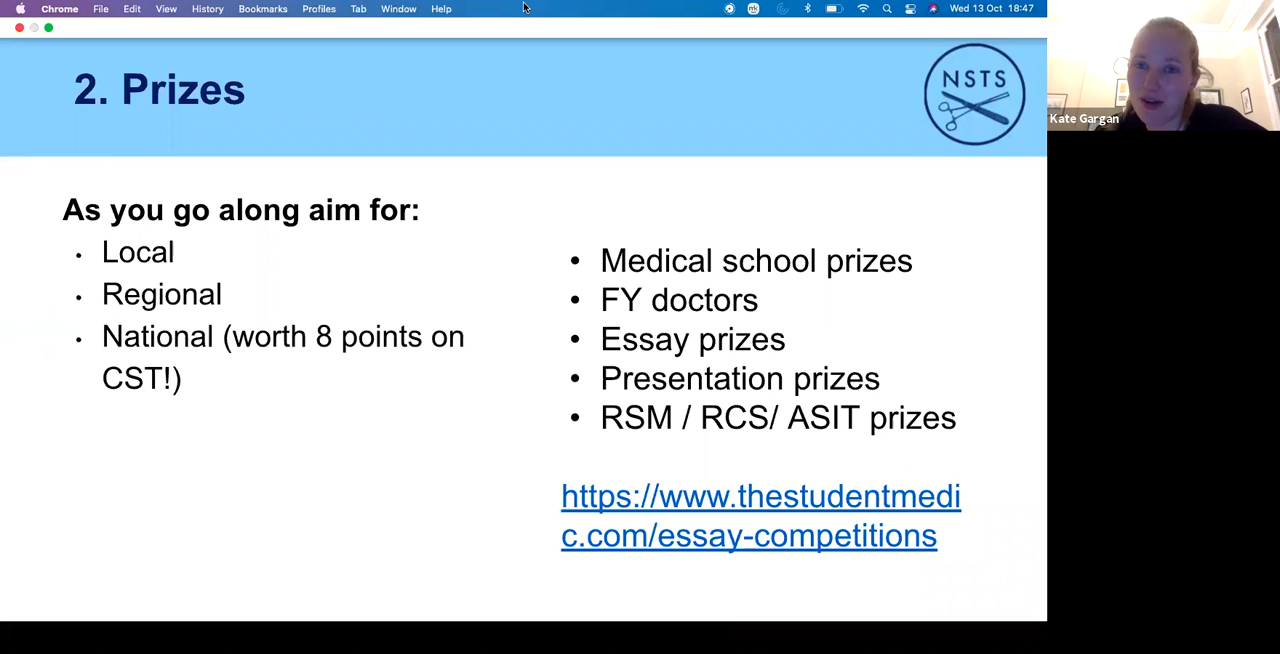 Chrome File Edit View History Bookmarks Profiles Tab Window Help Wed 13 Oct 18:47
2. Prizes
NSTS
Kate Gargan
As you go along aim for:
• Local
• Regional
• National (worth 8 points on
CST!)
• Medical school prizes
• FY doctors
• Essay prizes
• Presentation prizes
• RSM / RCS/ ASIT prizes
https://www.thestudentmedi
c.com/essay-competitions